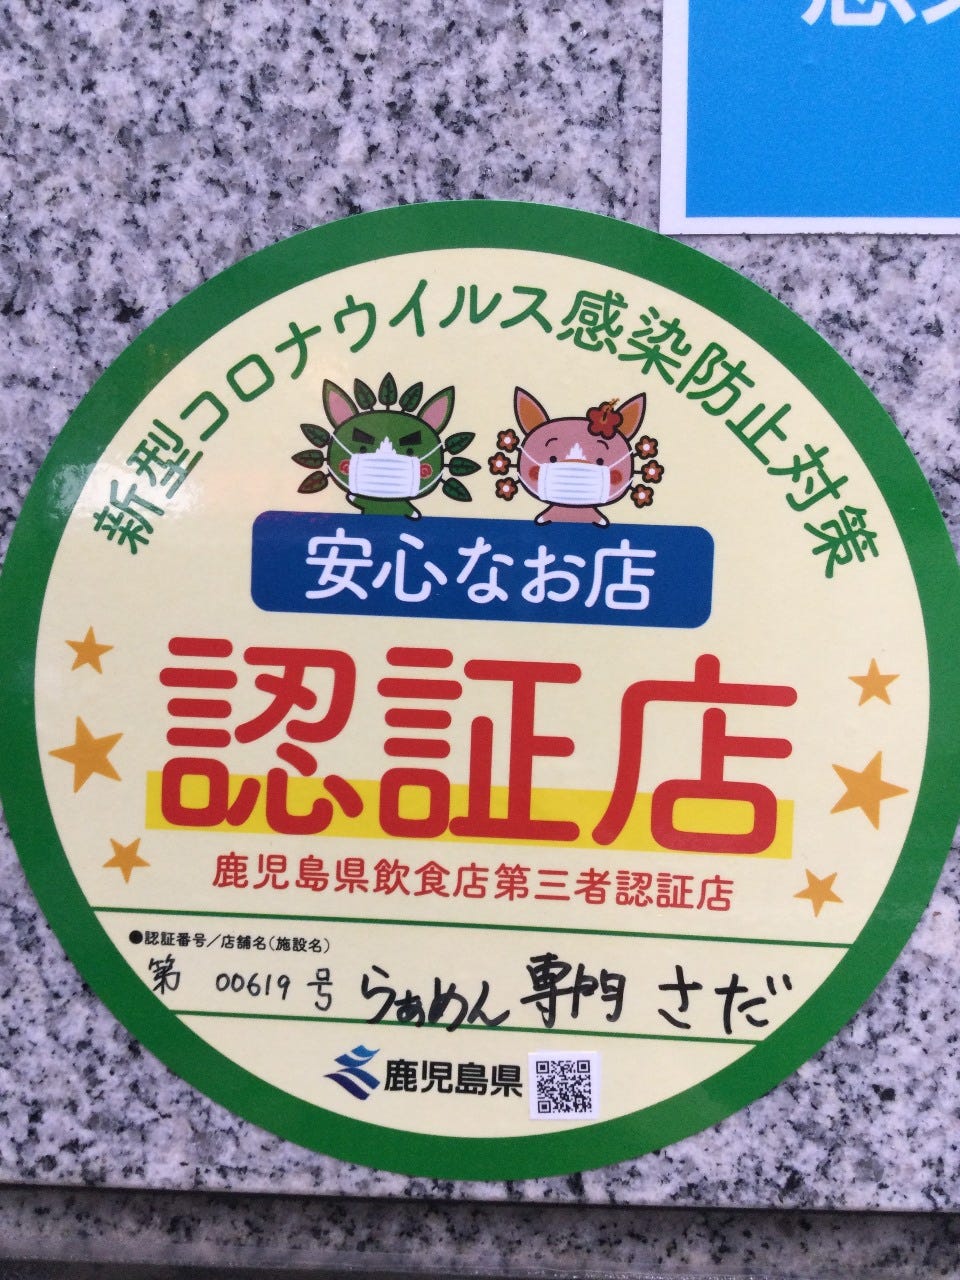 新型コロナウイルス感染防止対策
安心なお店
認証店
鹿児島県飲食店第三者認証店
●認証番号/店舗名(施設名)
第 00619 号 らぁめん専門 さだ
鹿児島県